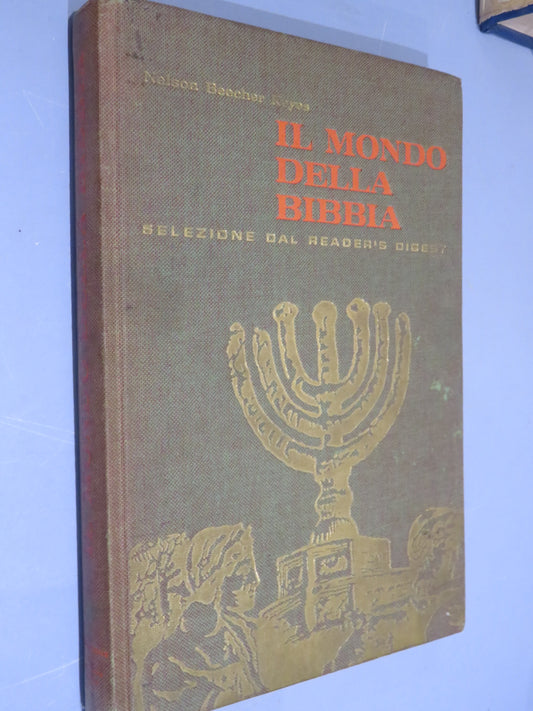 Nelson Beecher Keyes
IL MONDO
DELLA
BIBBIA
SELEZIONE DAL READER'S DIGEST